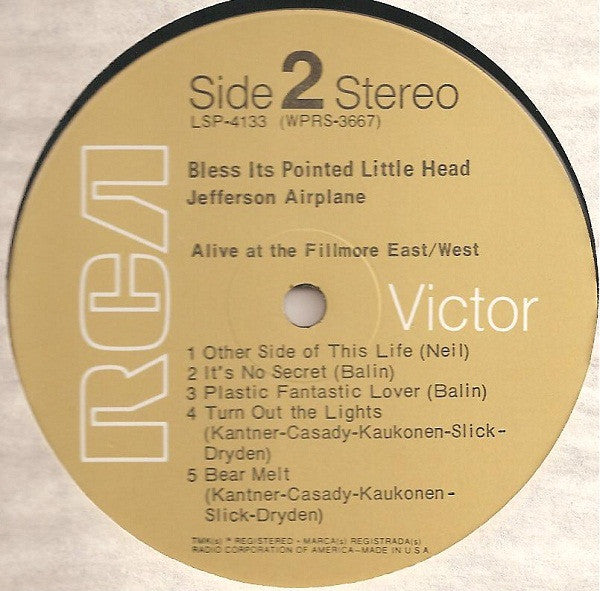 Side 2 Stereo
LSP-4133 (WPRS-3667)
Bless Its Pointed Little Head
Jefferson Airplane
Alive at the Fillmore East/West
RCA
Victor
1 Other Side of This Life (Neil)
2 It's No Secret (Balin)
3 Plastic Fantastic Lover (Balin)
4 Turn Out the Lights
(Kantner-Casady-Kaukonen-Slick-
Dryden)
5 Bear Melt
(Kantner-Casady-Kaukonen-
Slick-Dryden)
TMK(s) ® REGISTERED • MARCA(s) REGISTRADA(s)
RADIO CORPORATION OF AMERICA—MADE IN U.S.A.